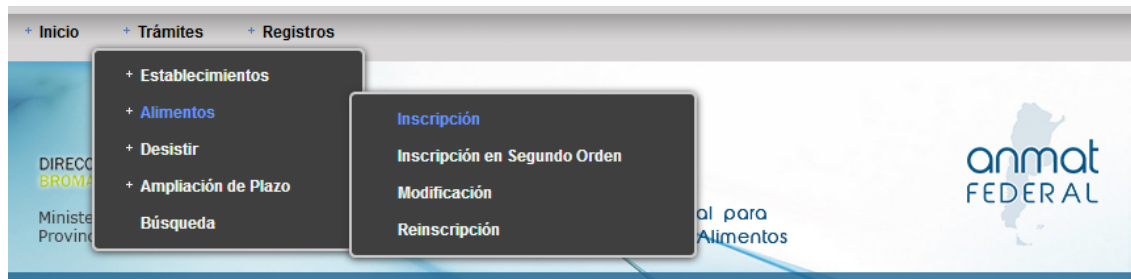 + Inicio + Trámites + Registros
+ Establecimientos
+ Alimentos
+ Desistir
+ Ampliación de Plazo
Búsqueda
Inscripción
Inscripción en Segundo Orden
Modificación
Reinscripción
anmat
FEDERAL
para
Alimentos